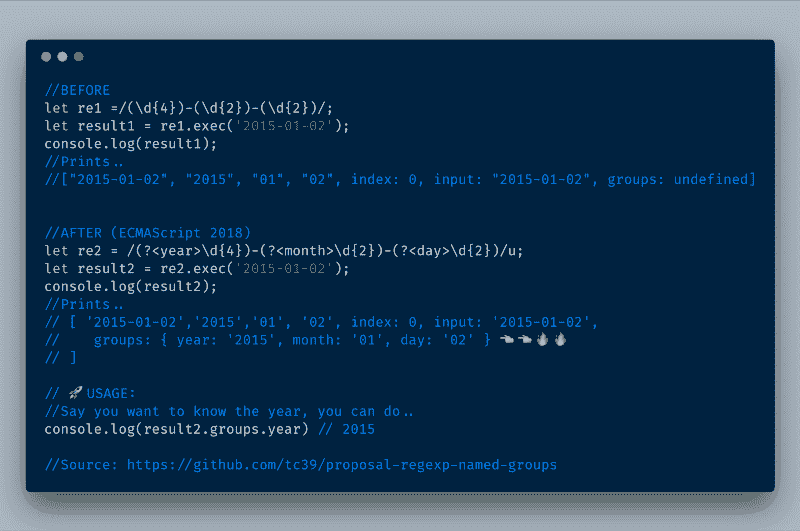 //BEFORE
let re1 =/(\d{4})-(\d{2})-(\d{2})/;
let result1 = re1.exec('2015-01-02');
console.log(result1);
//Prints..
//["2015-01-02", "2015", "01", "02", index: 0, input: "2015-01-02", groups: undefined]
//AFTER (ECMAScript 2018)
let re2 = /(?<year>\d{4})-(?<month>\d{2})-(?<day>\d{2})/u;
let result2 = re2.exec('2015-01-02');
console.log(result2);
//Prints..
// [ '2015-01-02','2015','01', '02', index: 0, input: '2015-01-02',
//    groups: { year: '2015', month: '01', day: '02' } 👈👈🔥🔥
// ]
// 🚀USAGE:
//Say you want to know the year, you can do..
console.log(result2.groups.year) // 2015
//Source: https://github.com/tc39/proposal-regexp-named-groups